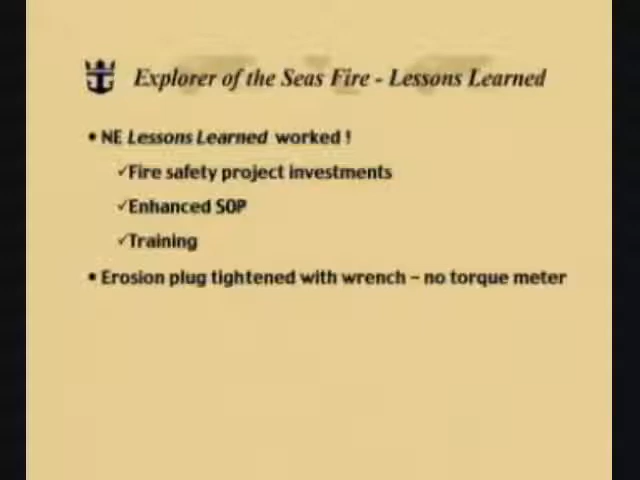 Explorer of the Seas Fire - Lessons Learned
• NE Lessons Learned worked !
✓Fire safety project investments
✓Enhanced SOP
✓Training
• Erosion plug tightened with wrench – no torque meter